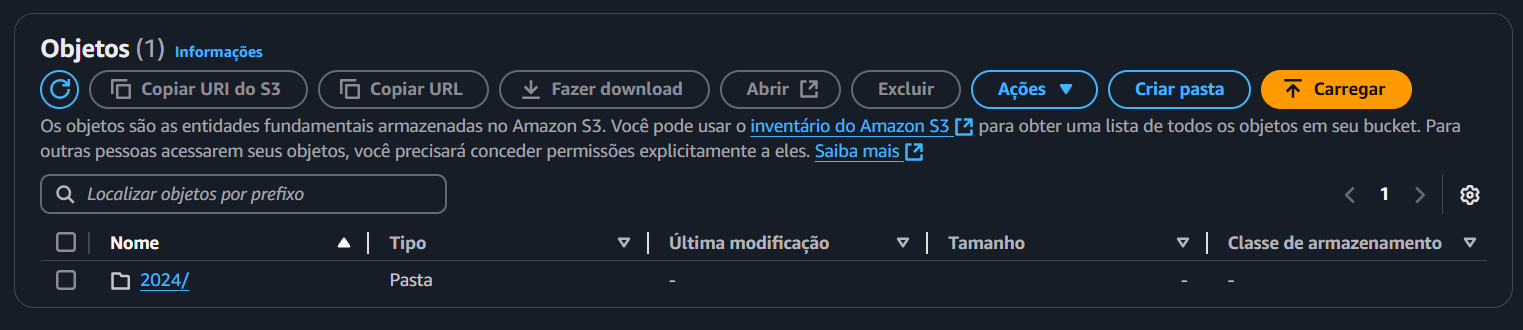 Objetos (1) Informações
Copiar URI do S3 Copiar URL Fazer download Abrir Excluir Ações Criar pasta Carregar
Os objetos são as entidades fundamentais armazenadas no Amazon S3. Você pode usar o inventário do Amazon S3 para obter uma lista de todos os objetos em seu bucket. Para
outras pessoas acessarem seus objetos, você precisará conceder permissões explicitamente a eles. Saiba mais
Localizar objetos por prefixo 1
Nome Tipo Última modificação Tamanho Classe de armazenamento
2024/ Pasta - - -